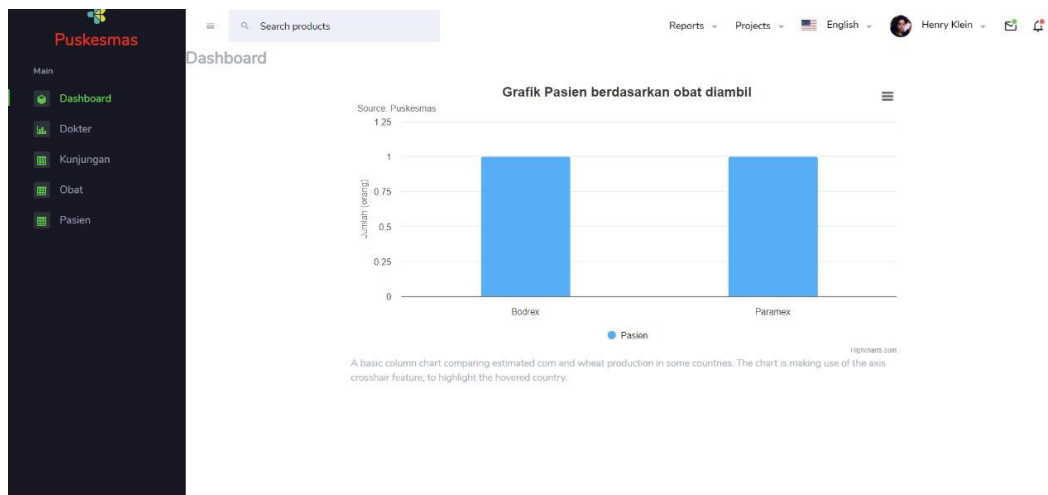 Puskesmas
Search products
Reports
Projects
English
Henry Klein
Main
Dashboard
Dokter
Kunjungan
Obat
Pasien
Dashboard
Grafik Pasien berdasarkan obat diambil
Source: Puskesmas
1.25
1
0.75
0.5
0.25
0
Jumlah (orang)
Bodrex
Paramex
Pasien
Highcharts.com
A basic column chart comparing estimated corn and wheat production in some countries. The chart is making use of the axis
crosshair feature, to highlight the hovered country.